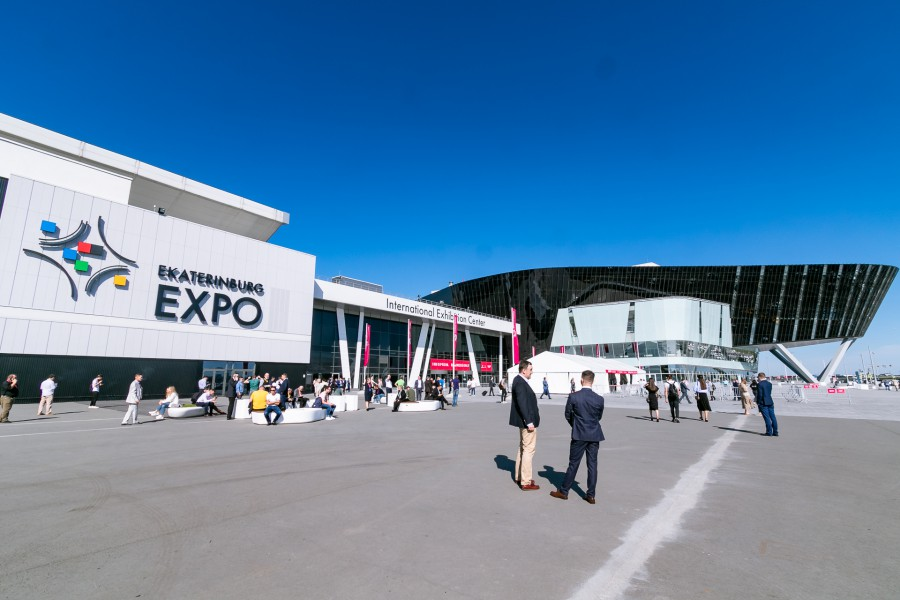 EKATERINBURG
EXPO
International Exhibition Center